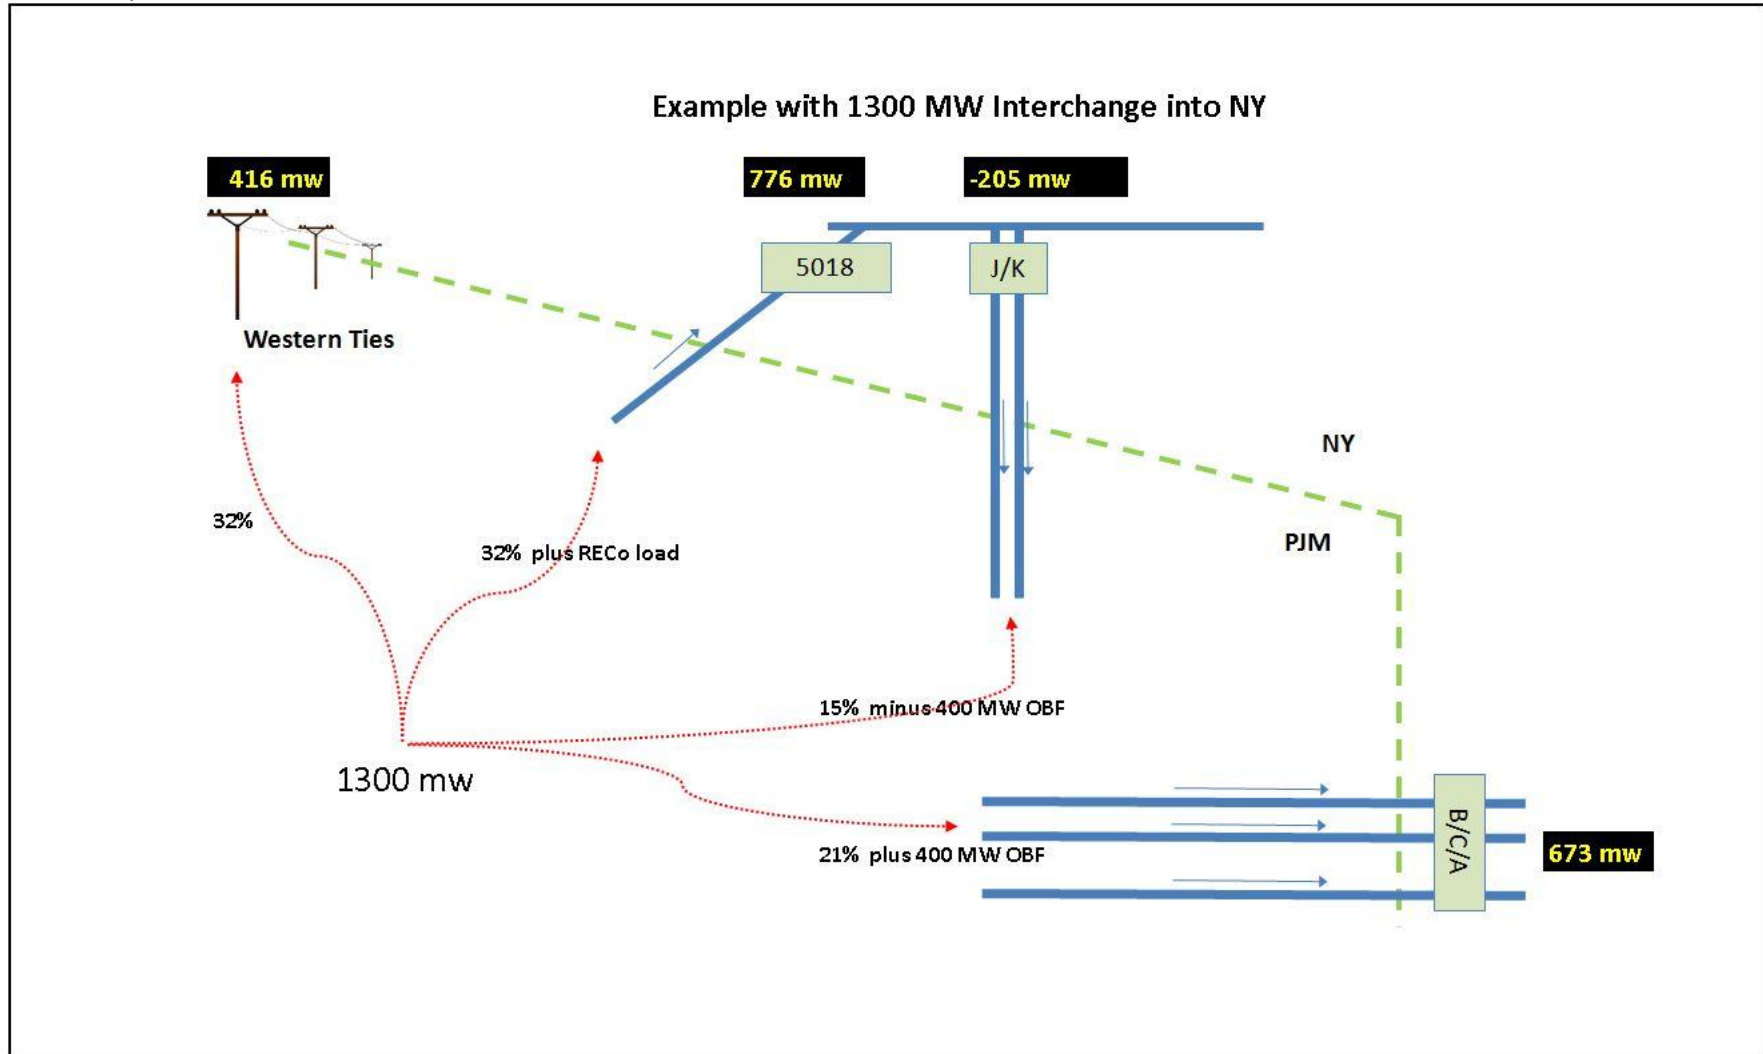 Example with 1300 MW Interchange into NY
416 mw
776 mw
-205 mw
5018
J/K
Western Ties
NY
32%
32% plus RECo load
PJM
15% minus 400 MW OBF
1300 mw
21% plus 400 MW OBF
B/C/A
673 mw